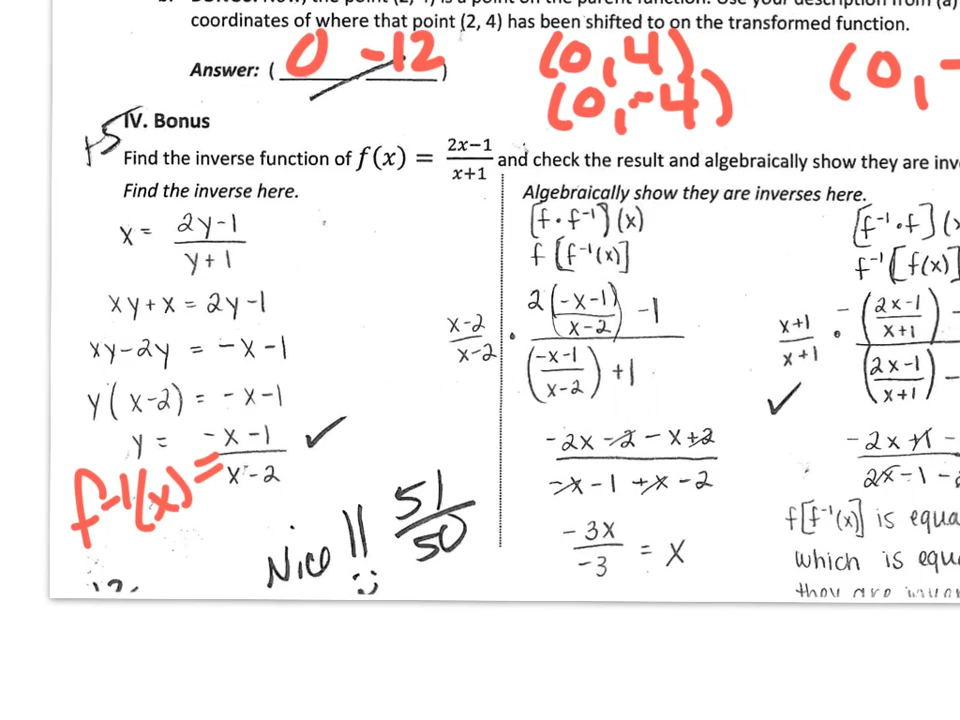 coordinates of where that point (2, 4) has been shifted to on the transformed function.
Answer: ( 0 -12 )
(0,4)
(0,-4)
(0,-
+5
IV. Bonus
Find the inverse function of f(x) = 2x−1 / x+1 and check the result and algebraically show they are inv
Find the inverse here.
x = 2y-1 / y+1
xy+x = 2y-1
xy-2y = -x-1
y(x-2) = -x-1
y = -x-1 / x-2 ✓
f-1(x)=
Nice!! :)
51/50
12.
Algebraically show they are inverses here.
[f·f⁻¹](x)
f[f⁻¹(x)]
x-2 / x-2 · 2(-x-1 / x-2) -1 / (-x-1 / x-2) +1
-2x -2 -x +2 / -x -1 +x -2
-3x / -3 = x
[f⁻¹·f](x
f⁻¹[f(x)]
x+1 / x+1 · -(2x-1 / x+1) - / (2x-1 / x+1) -
✓
-2x+1 - / 2x-1-2
f[f⁻¹(x)] is equa
which is equ
they are inver